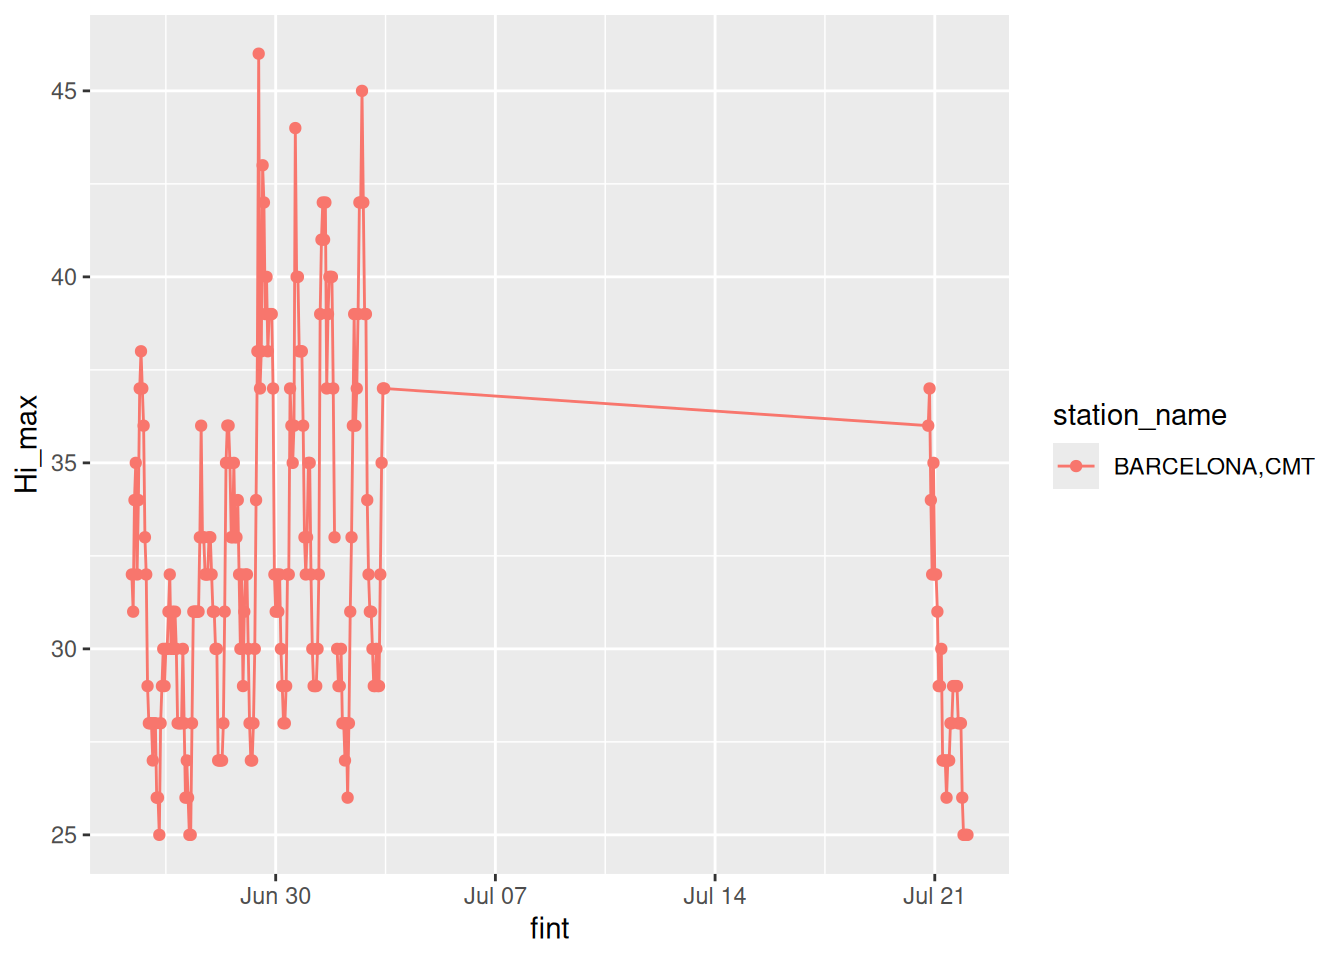 45
40
35
30
25
Hi_max
Jun 30
Jul 07
Jul 14
Jul 21
fint
station_name
BARCELONA,CMT